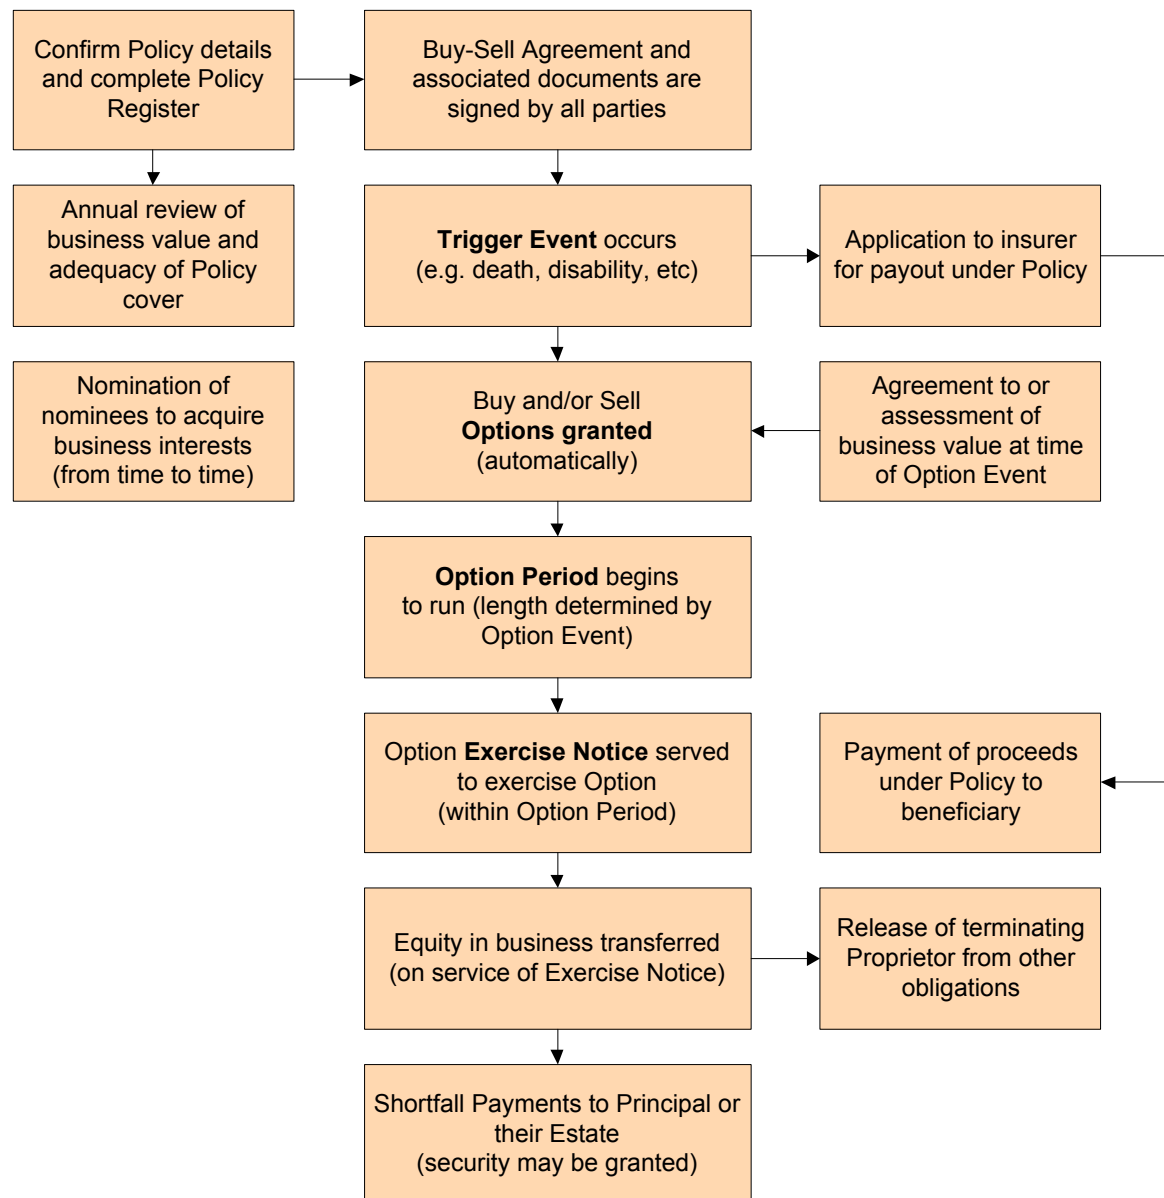 Confirm Policy details
and complete Policy
Register
Buy-Sell Agreement and
associated documents are
signed by all parties
Annual review of
business value and
adequacy of Policy
cover
Trigger Event occurs
(e.g. death, disability, etc)
Application to insurer
for payout under Policy
Nomination of
nominees to acquire
business interests
(from time to time)
Buy and/or Sell
Options granted
(automatically)
Agreement to or
assessment of
business value at time
of Option Event
Option Period begins
to run (length determined by
Option Event)
Option Exercise Notice served
to exercise Option
(within Option Period)
Payment of proceeds
under Policy to
beneficiary
Equity in business transferred
(on service of Exercise Notice)
Release of terminating
Proprietor from other
obligations
Shortfall Payments to Principal or
their Estate
(security may be granted)